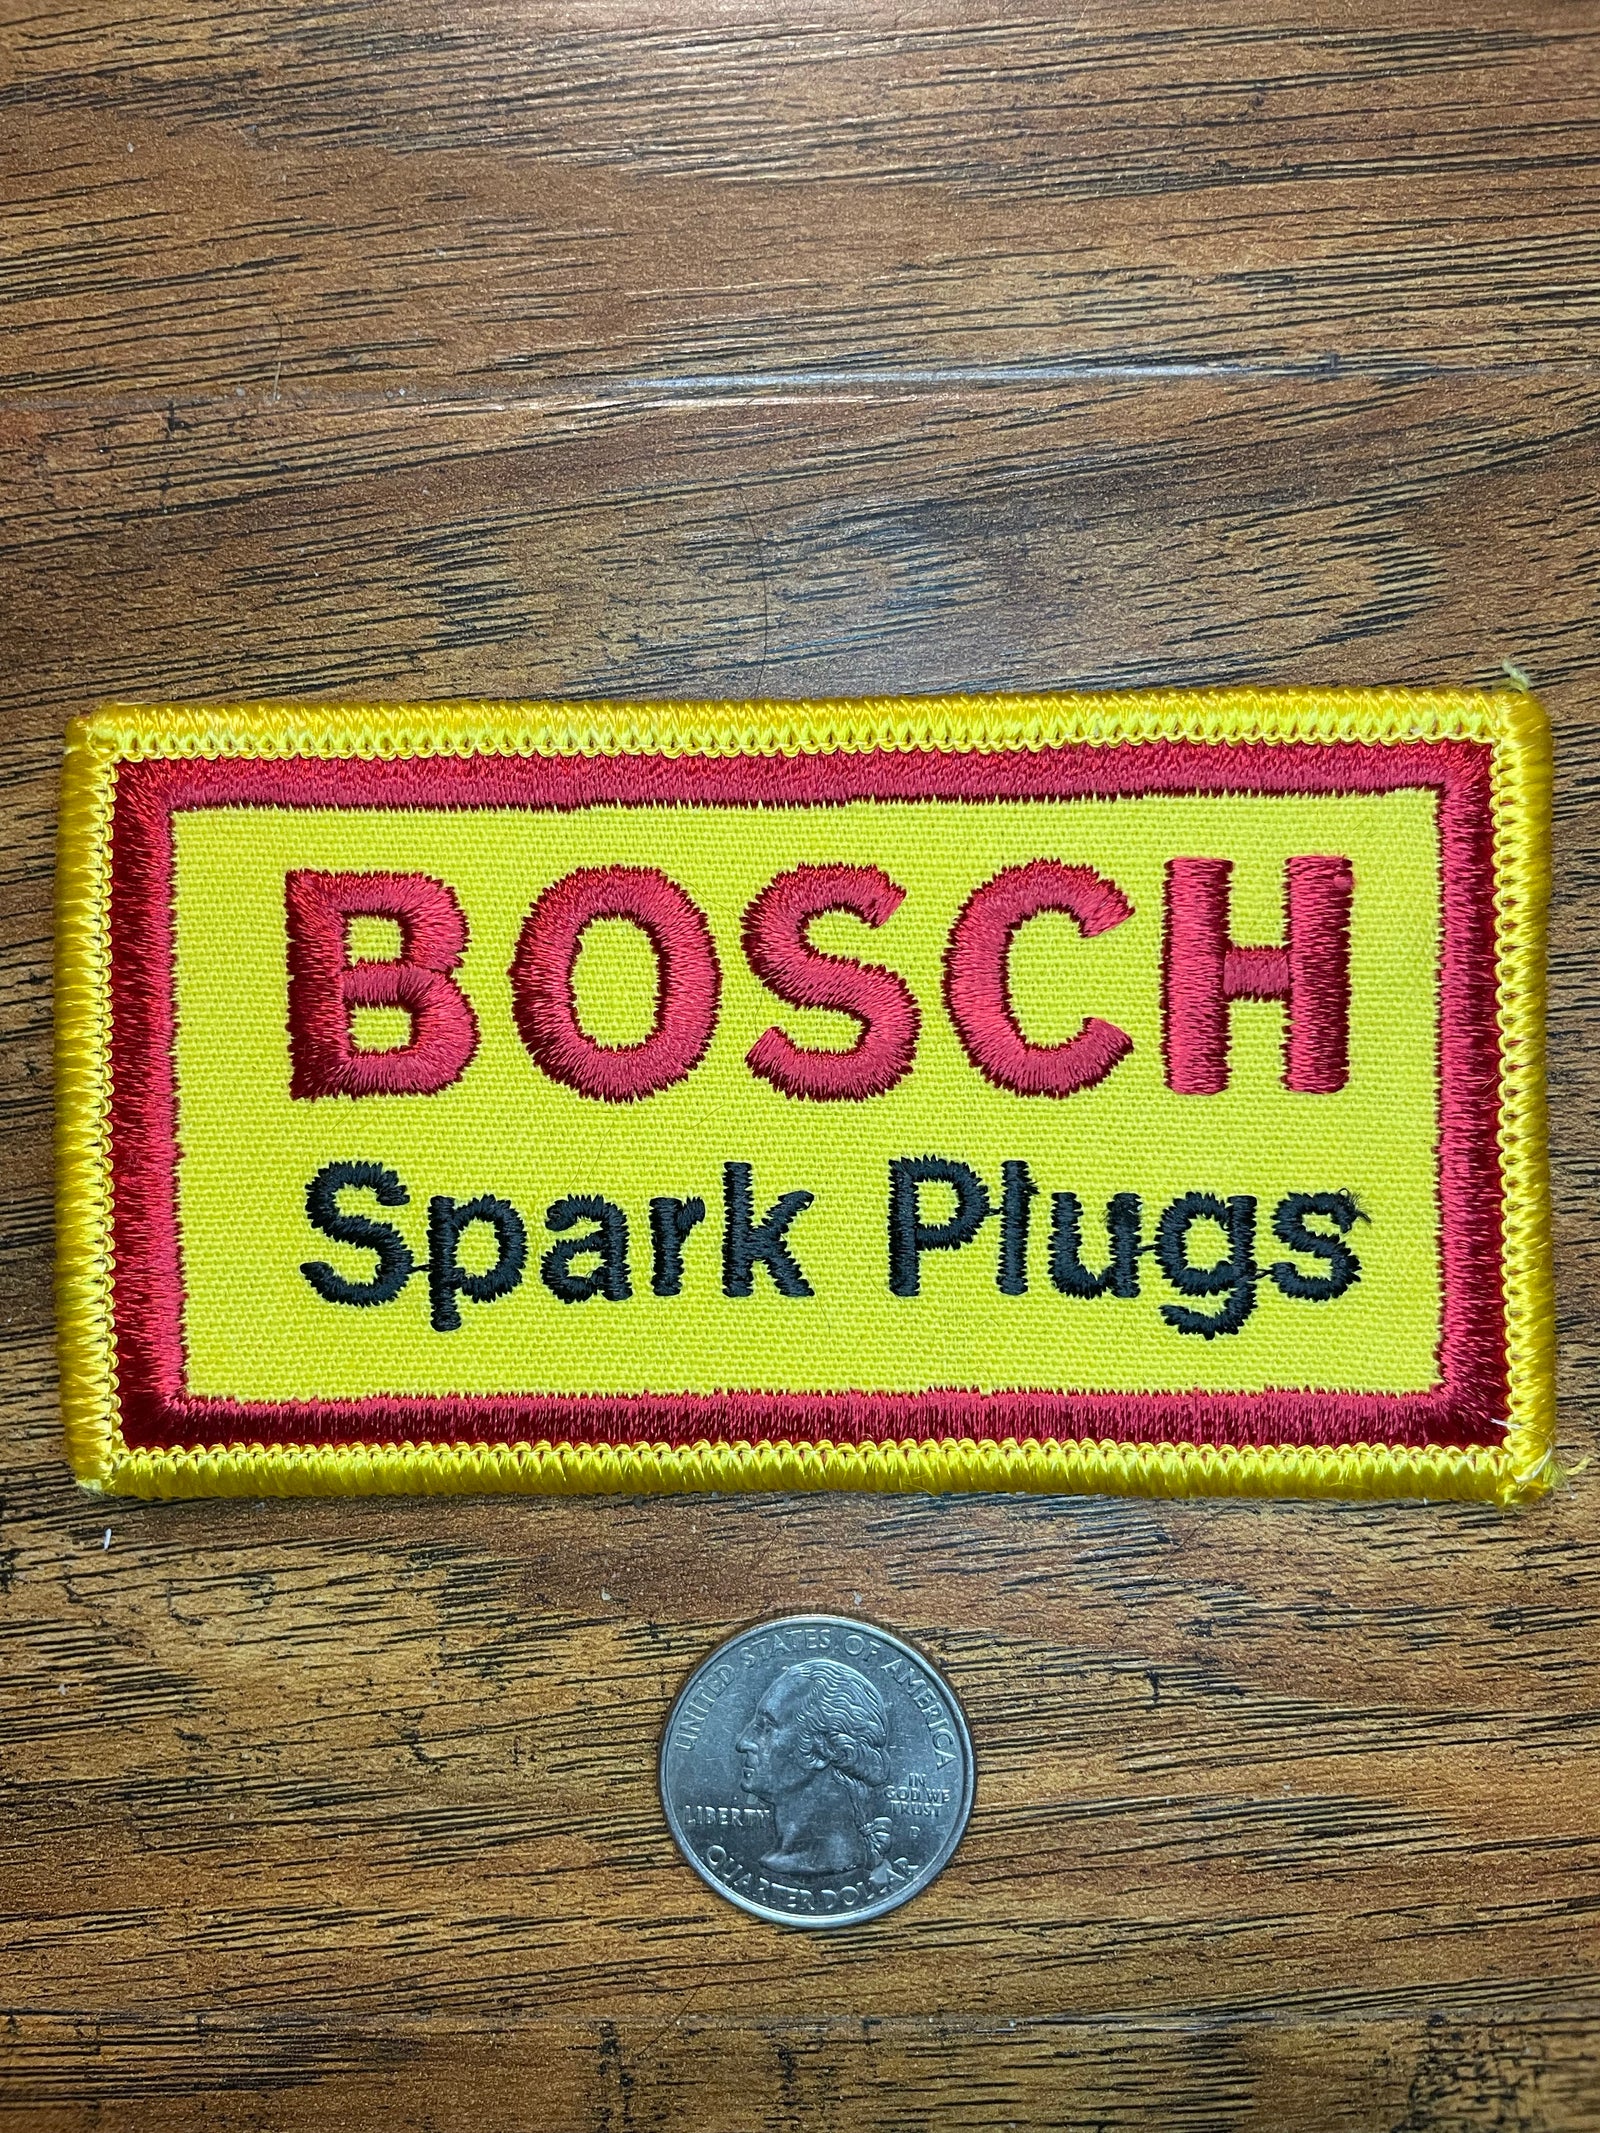 BOSCH
Spark Plugs
UNITED STATES OF AMERICA
LIBERTY
IN
GOD WE
TRUST
P
QUARTER DOLLAR